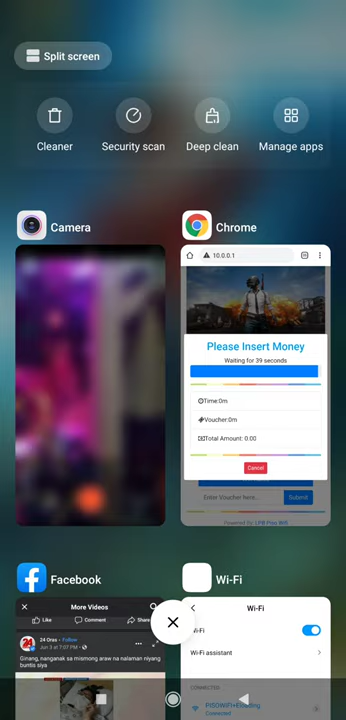 Split screen
Cleaner
Security scan
Deep clean
Manage apps
Camera
Chrome
10.0.0.1
Please Insert Money
Waiting for 39 seconds
Time:0m
Voucher:0m
Total Amount: 0.00
Cancel
Enter Voucher here...
Submit
Powered by: LPB Piso Wifi
Facebook
Wi-Fi
More Videos
Like
Comment
Share
24 Oras · Follow
Jun 3 at 7:07 PM
Ginang, nanganak sa mismong araw na nalaman niyang
buntis siya
Wi-Fi
Wi-Fi
Wi-Fi assistant
CONNECTED
Connected